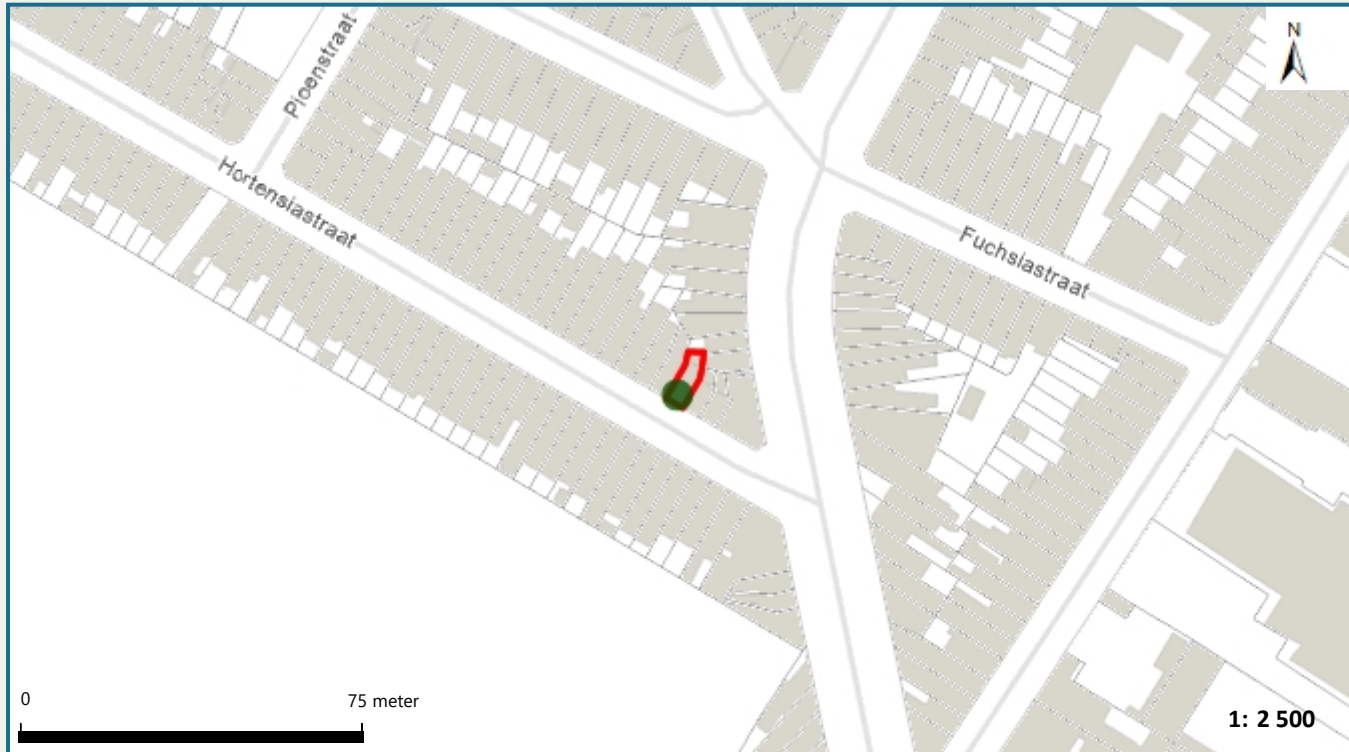 N
Pioenstraat
Hortensiastraat
Fuchsiastraat
0 75 meter
1: 2 500